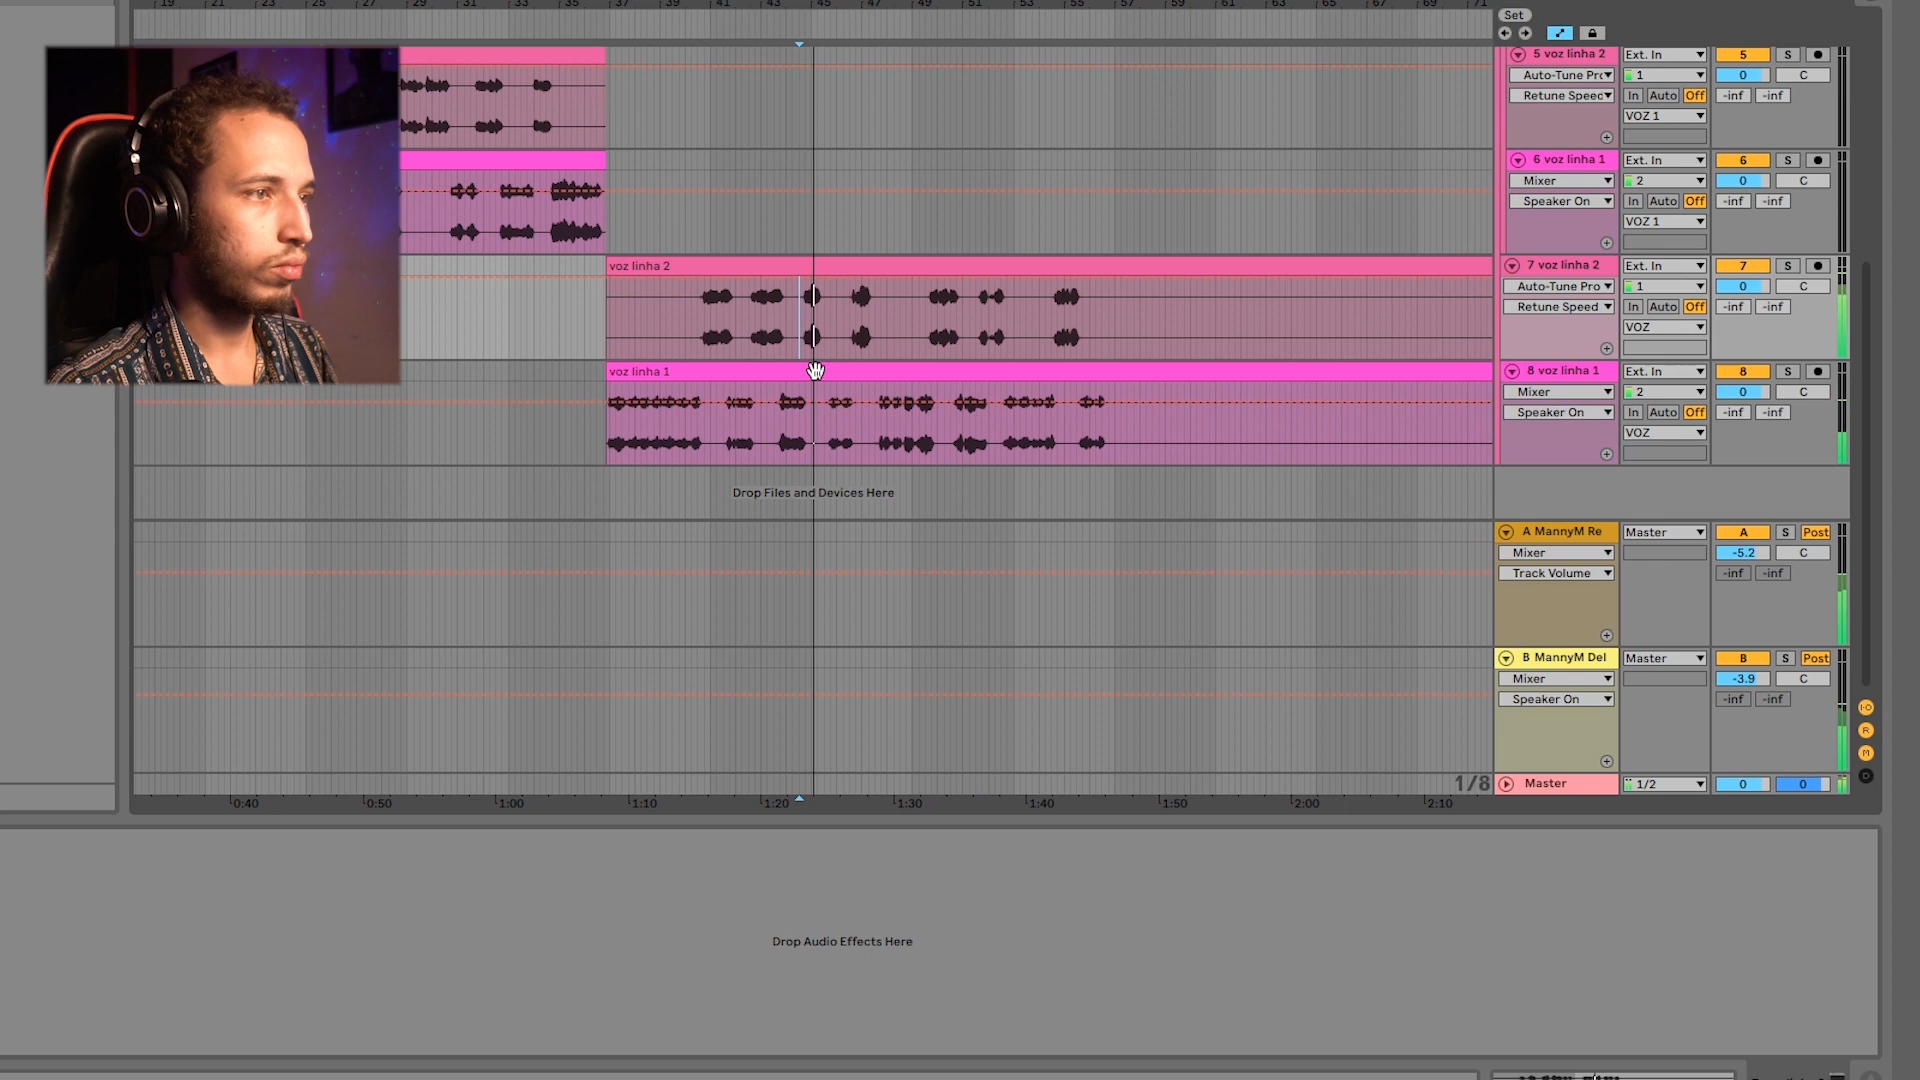 19 21 23 25 27 29 31 33 35 37 39 41 43 45 47 49 51 53 55 57 59 61 63 65 67 69 71
Set
5 voz linha 2 Ext. In 5 S
Auto-Tune Prc 1 0 C
Retune Speec In Auto Off -inf -inf
VOZ 1
6 voz linha 1 Ext. In 6 S
Mixer 2 0 C
Speaker On In Auto Off -inf -inf
VOZ 1
voz linha 2 7 voz linha 2 Ext. In 7 S
Auto-Tune Pro 1 0 C
Retune Speed In Auto Off -inf -inf
VOZ
voz linha 1 8 voz linha 1 Ext. In 8 S
Mixer 2 0 C
Speaker On In Auto Off -inf -inf
VOZ
Drop Files and Devices Here
A MannyM Re Master A S Post
Mixer -5.2 C
Track Volume -inf -inf
B MannyM Del Master B S Post
Mixer -3.9 C
Speaker On -inf -inf
I·O
R
M
D
1/8 Master 1/2 0 0
0:40 0:50 1:00 1:10 1:20 1:30 1:40 1:50 2:00 2:10
Drop Audio Effects Here